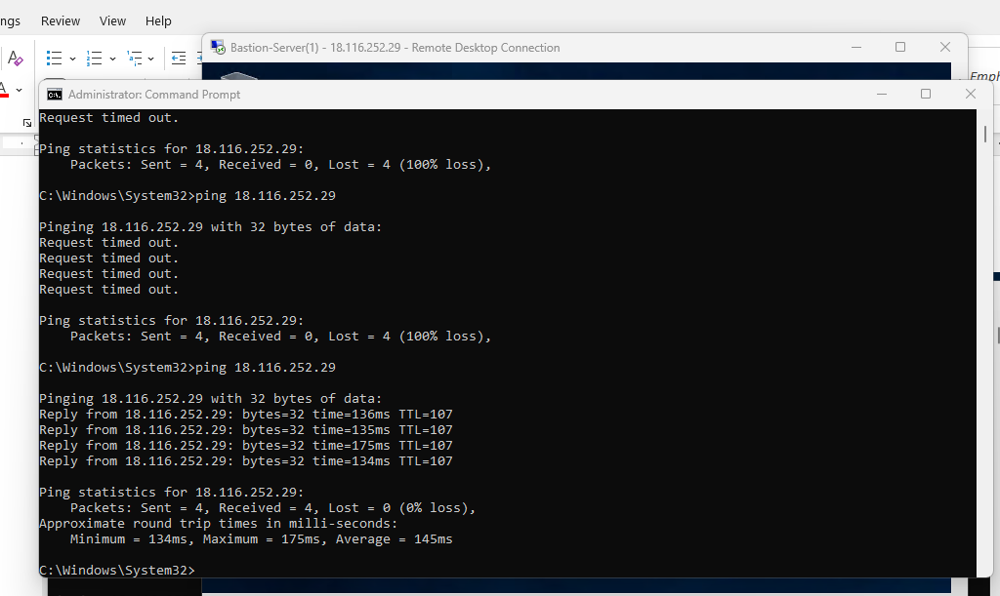 ngs Review View Help
Bastion-Server(1) - 18.116.252.29 - Remote Desktop Connection
Emph
A
A
Administrator: Command Prompt
Request timed out.
Ping statistics for 18.116.252.29:
Packets: Sent = 4, Received = 0, Lost = 4 (100% loss),
C:\Windows\System32>ping 18.116.252.29
Pinging 18.116.252.29 with 32 bytes of data:
Request timed out.
Request timed out.
Request timed out.
Request timed out.
Ping statistics for 18.116.252.29:
Packets: Sent = 4, Received = 0, Lost = 4 (100% loss),
C:\Windows\System32>ping 18.116.252.29
Pinging 18.116.252.29 with 32 bytes of data:
Reply from 18.116.252.29: bytes=32 time=136ms TTL=107
Reply from 18.116.252.29: bytes=32 time=135ms TTL=107
Reply from 18.116.252.29: bytes=32 time=175ms TTL=107
Reply from 18.116.252.29: bytes=32 time=134ms TTL=107
Ping statistics for 18.116.252.29:
Packets: Sent = 4, Received = 4, Lost = 0 (0% loss),
Approximate round trip times in milli-seconds:
Minimum = 134ms, Maximum = 175ms, Average = 145ms
C:\Windows\System32>